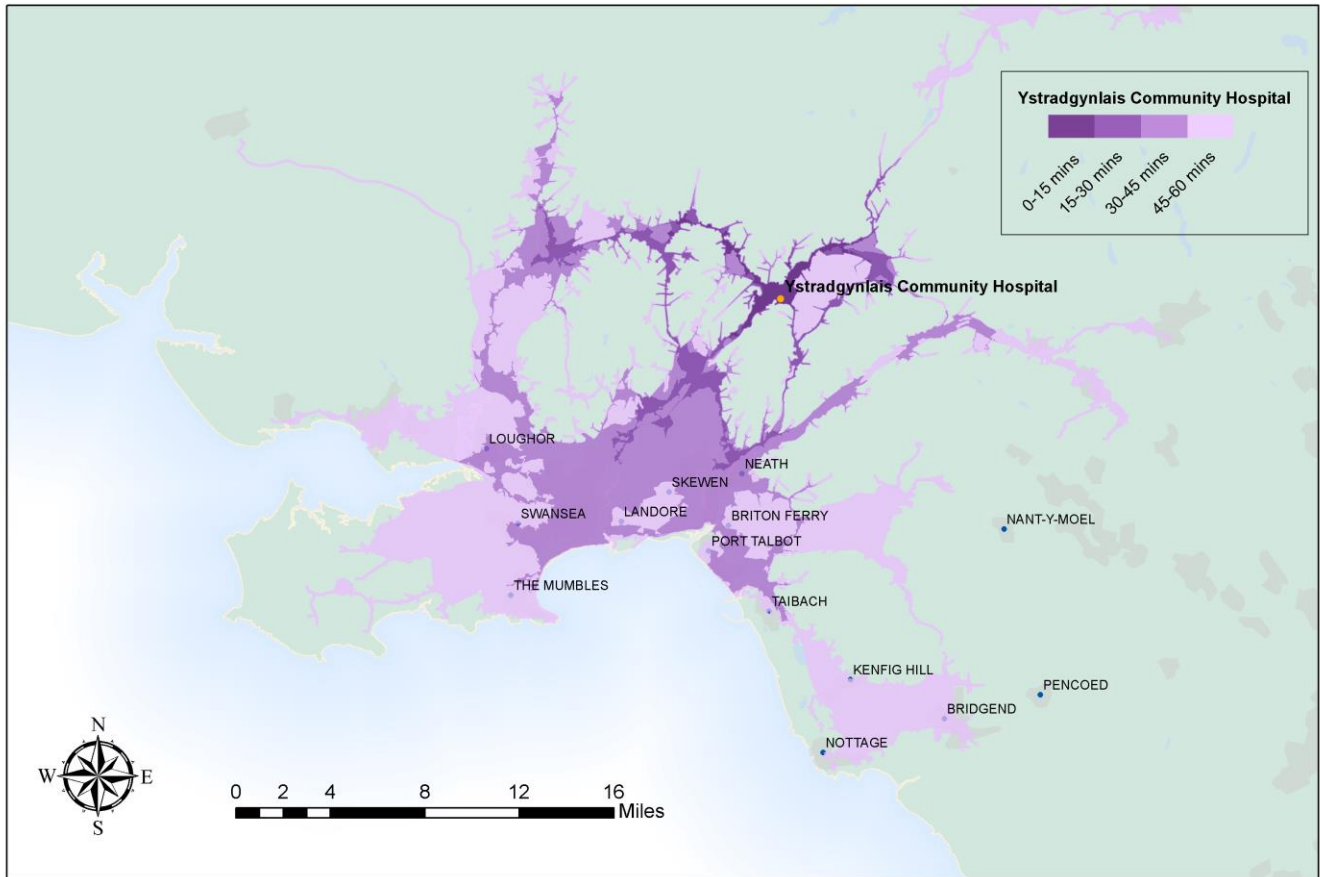 Ystradgynlais Community Hospital
0-15 mins
15-30 mins
30-45 mins
45-60 mins
Ystradgynlais Community Hospital
LOUGHOR
NEATH
SKEWEN
SWANSEA
LANDORE
BRITON FERRY
NANT-Y-MOEL
PORT TALBOT
THE MUMBLES
TAIBACH
KENFIG HILL
PENCOED
BRIDGEND
NOTTAGE
N
W E
S
0 2 4 8 12 16
Miles